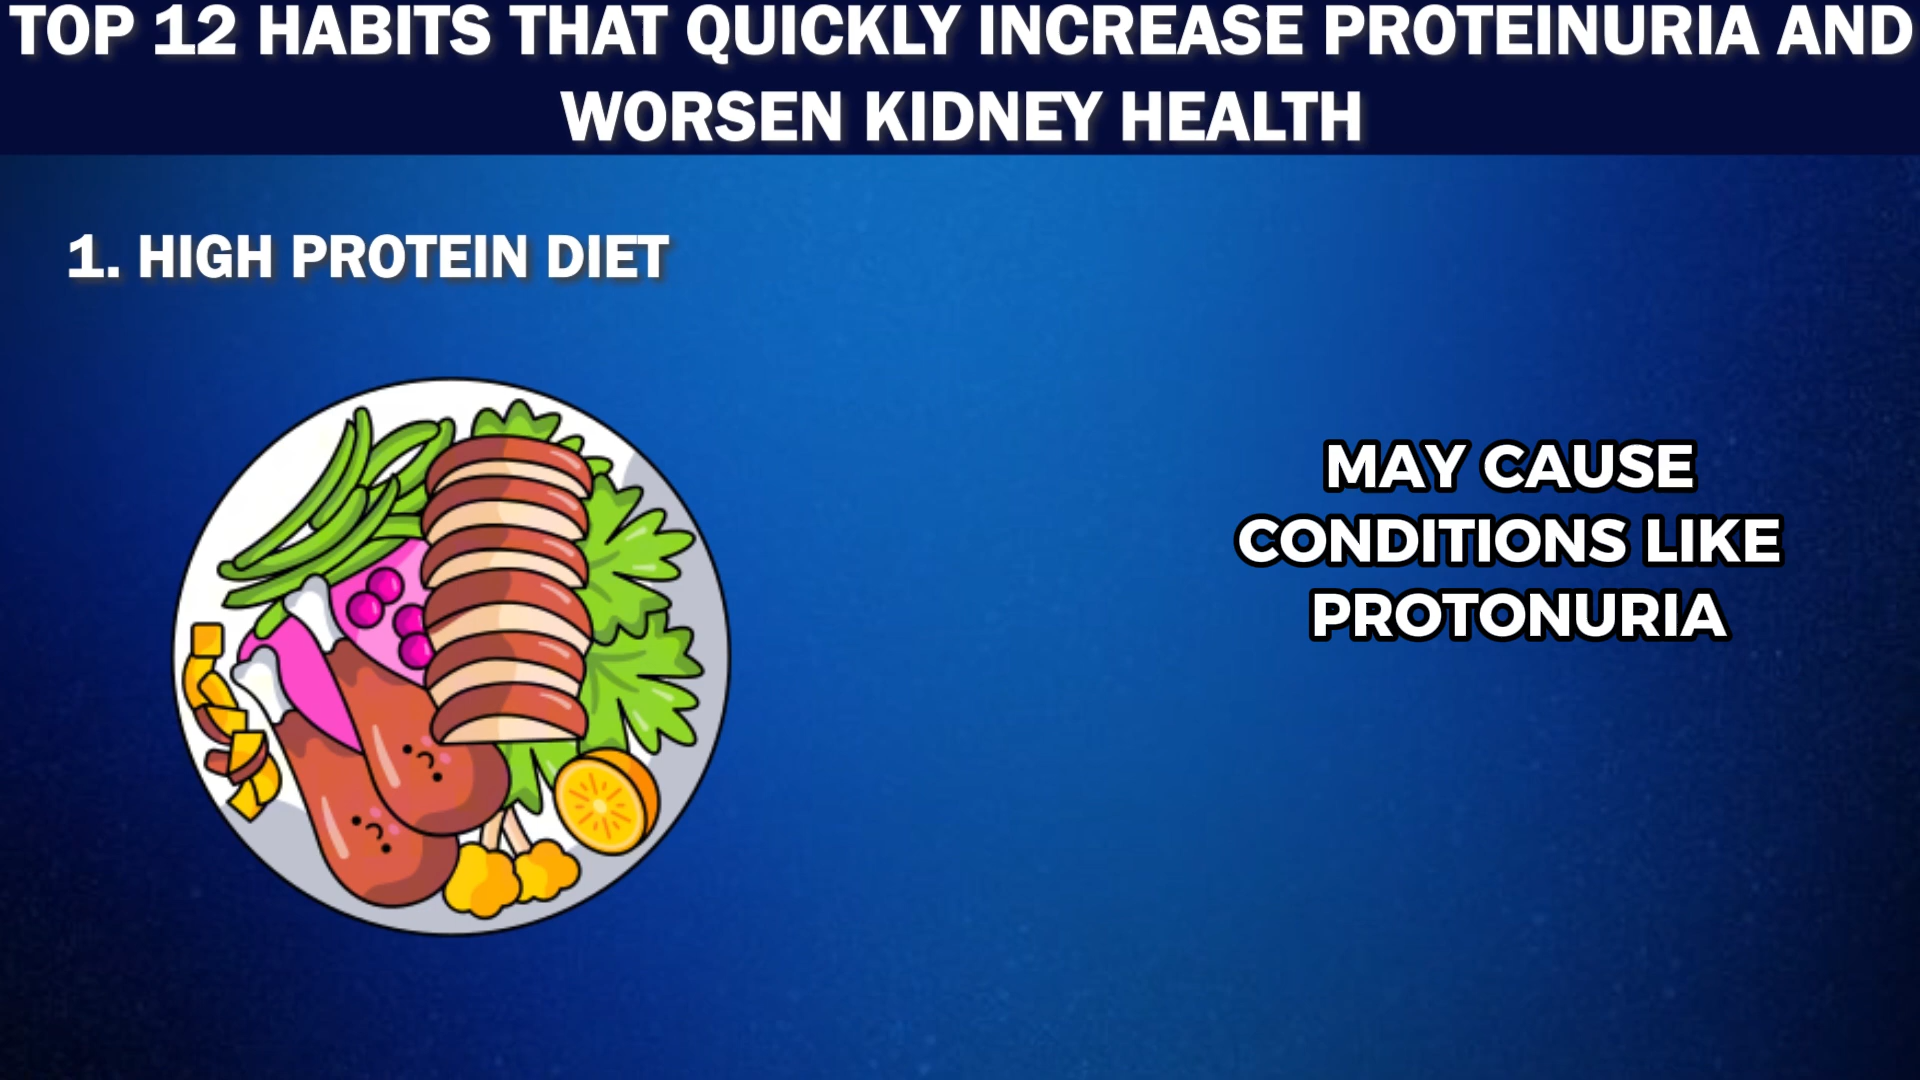 TOP 12 HABITS THAT QUICKLY INCREASE PROTEINURIA AND
WORSEN KIDNEY HEALTH
1. HIGH PROTEIN DIET
MAY CAUSE
CONDITIONS LIKE
PROTONURIA